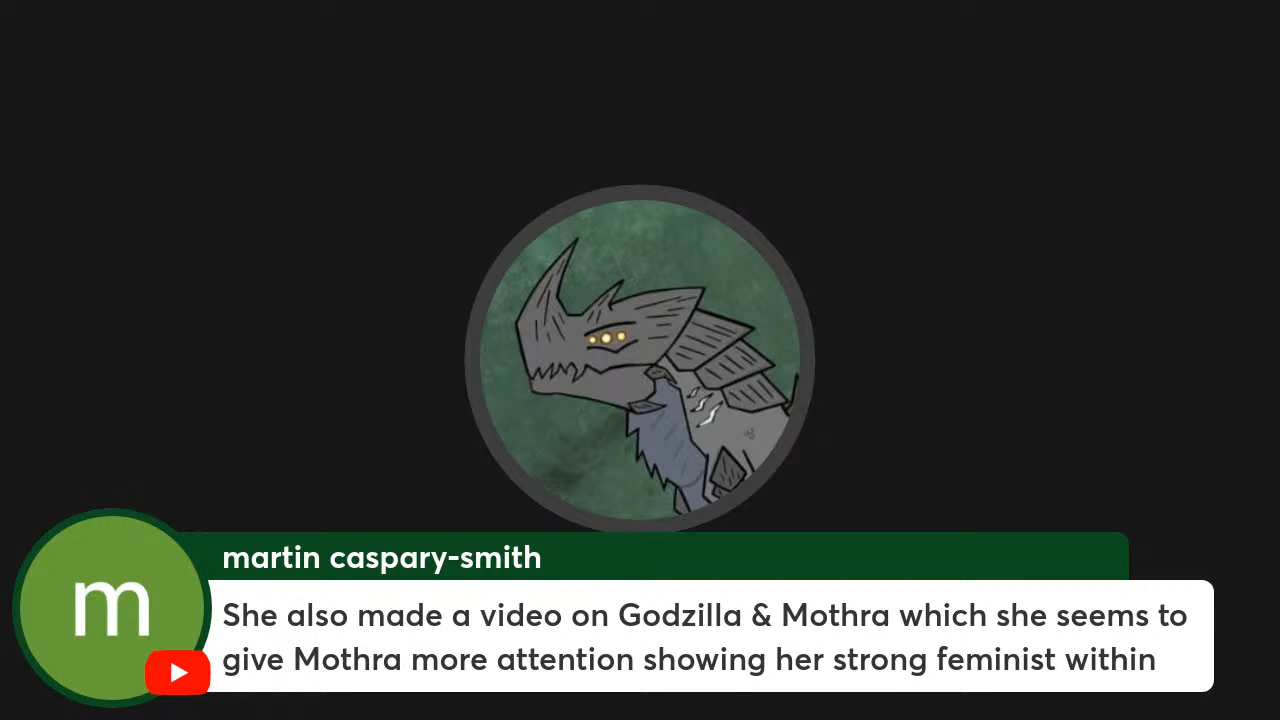 m
martin caspary-smith
She also made a video on Godzilla & Mothra which she seems to
give Mothra more attention showing her strong feminist within